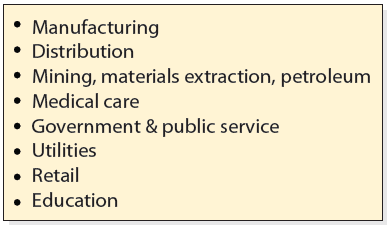 • Manufacturing
• Distribution
• Mining, materials extraction, petroleum
• Medical care
• Government & public service
• Utilities
• Retail
• Education